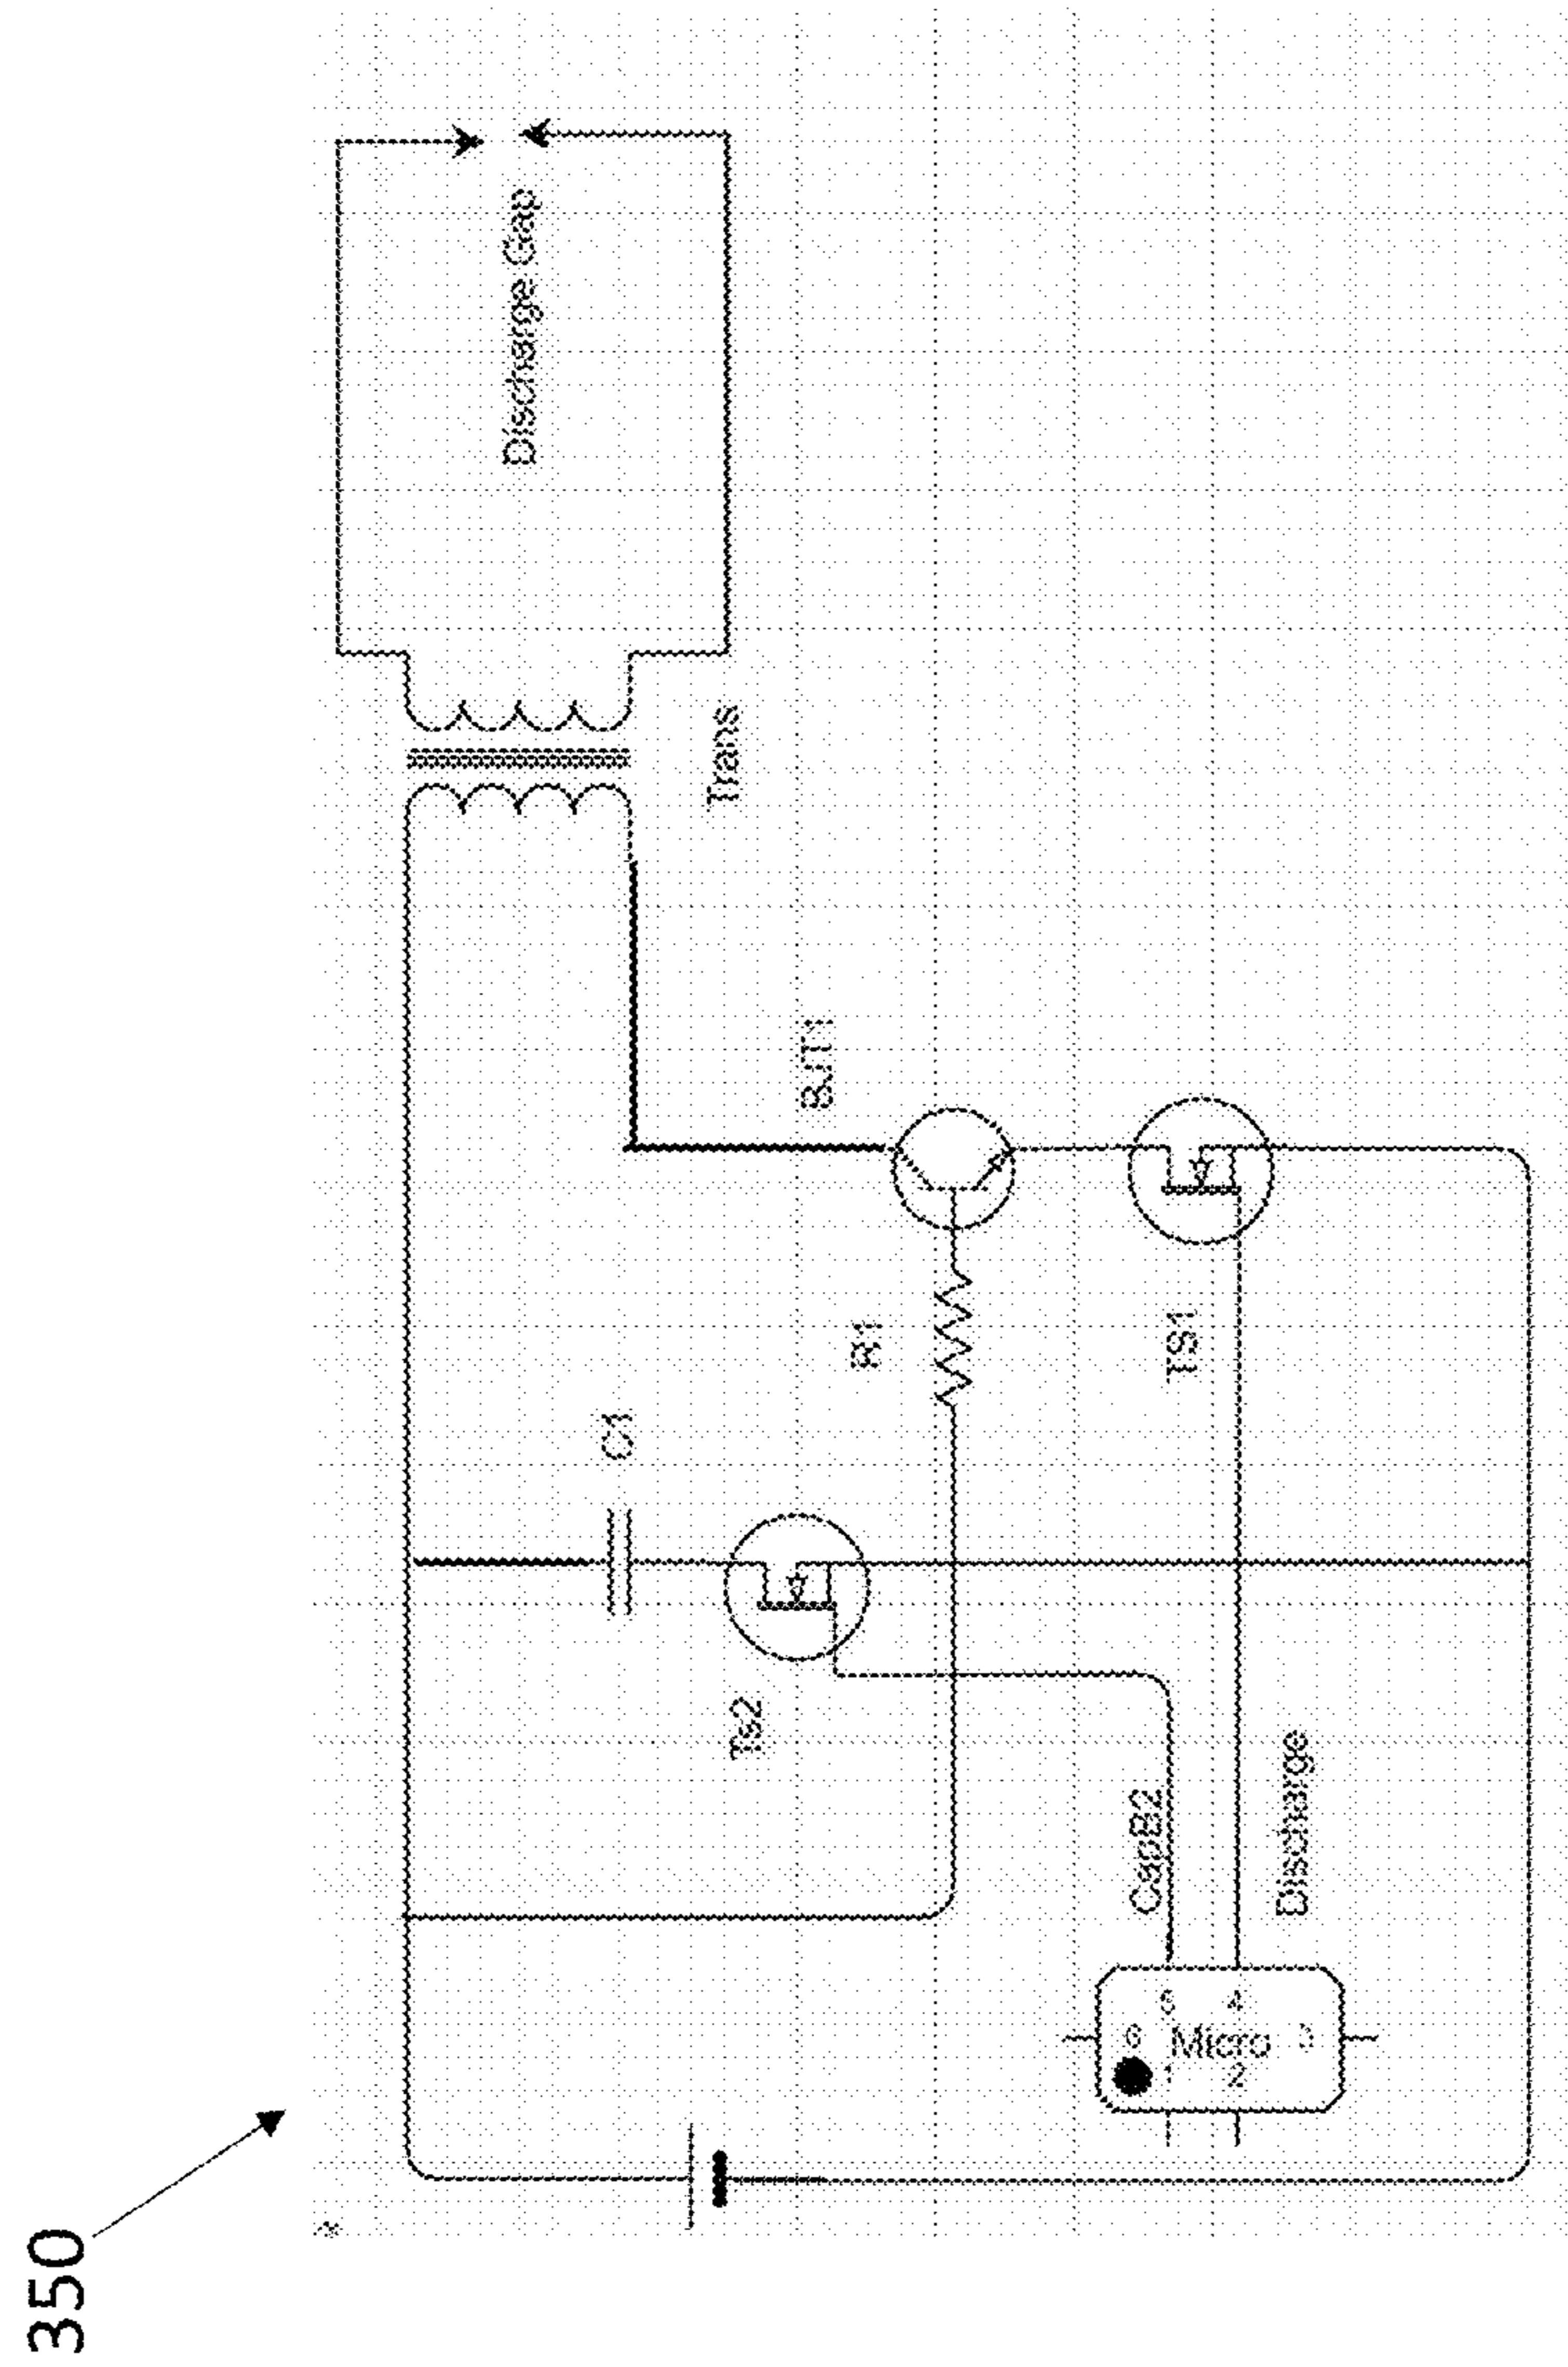 350
Discharge Gap
Trans
BJT1
R1
TS1
C1
Ts2
CapB2
Discharge
Micro
1
2
3
4
5
6